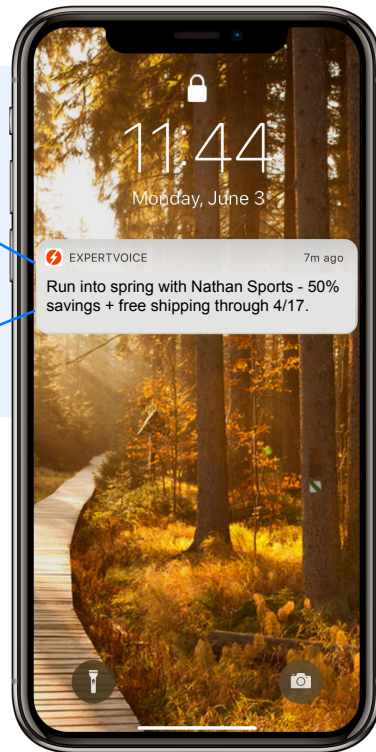 11:44
Monday, June 3
EXPERTVOICE 7m ago
Run into spring with Nathan Sports - 50%
savings + free shipping through 4/17.